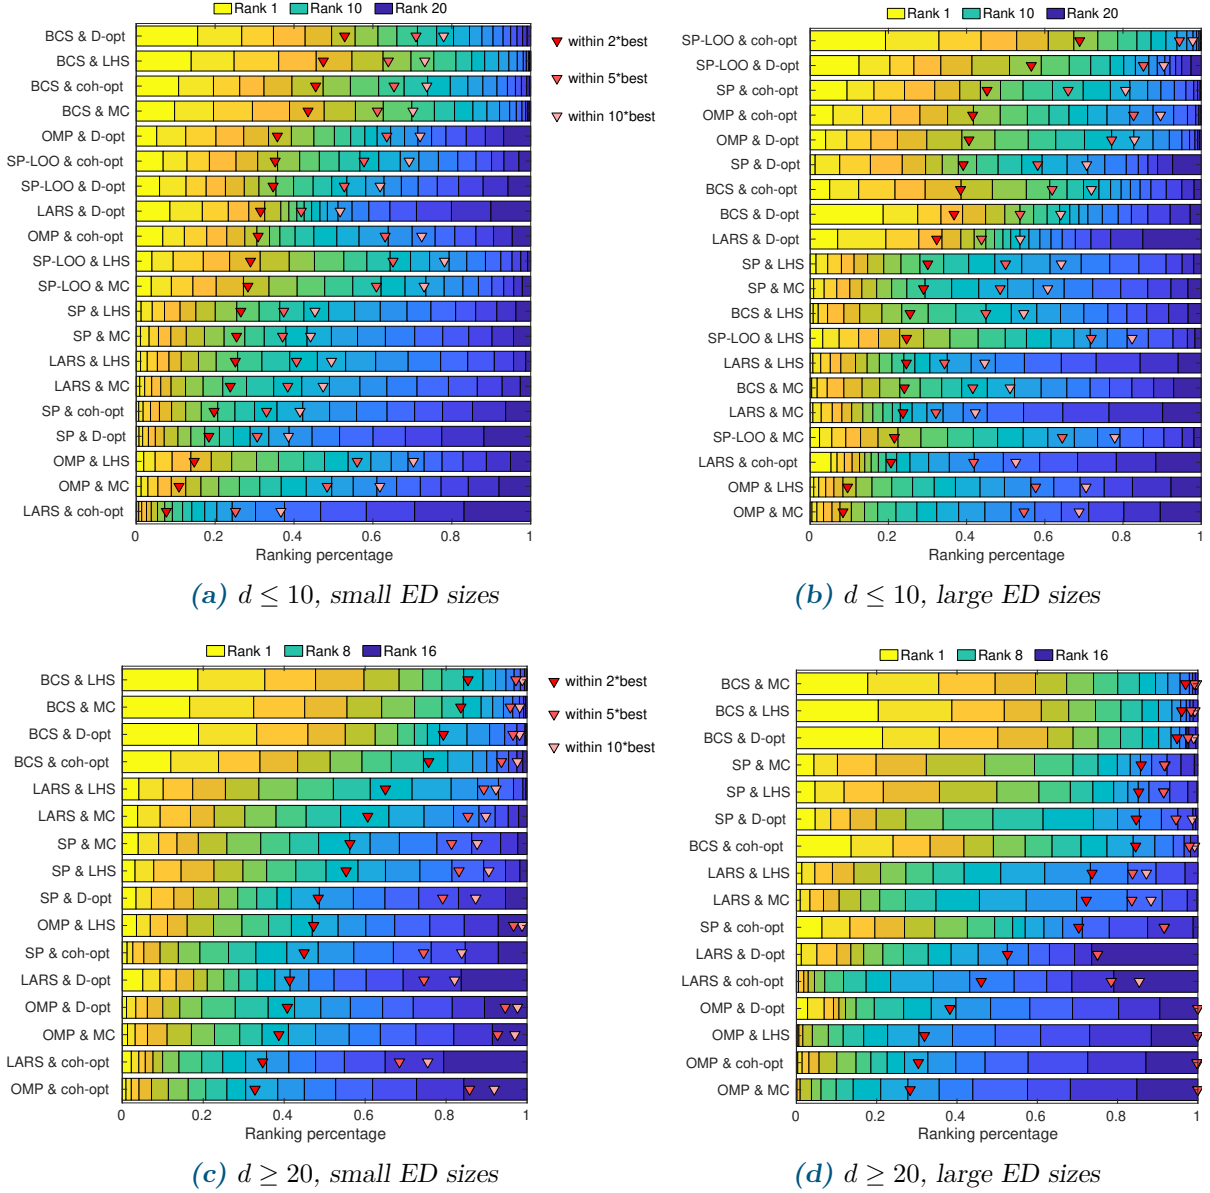 Rank 1 Rank 10 Rank 20
BCS & D-opt
BCS & LHS
BCS & coh-opt
BCS & MC
OMP & D-opt
SP-LOO & coh-opt
SP-LOO & D-opt
LARS & D-opt
OMP & coh-opt
SP-LOO & LHS
SP-LOO & MC
SP & LHS
SP & MC
LARS & LHS
LARS & MC
SP & coh-opt
SP & D-opt
OMP & LHS
OMP & MC
LARS & coh-opt
0 0.2 0.4 0.6 0.8 1
Ranking percentage
within 2*best
within 5*best
within 10*best
(a) d ≤ 10, small ED sizes
Rank 1 Rank 10 Rank 20
SP-LOO & coh-opt
SP-LOO & D-opt
SP & coh-opt
OMP & coh-opt
OMP & D-opt
SP & D-opt
BCS & coh-opt
BCS & D-opt
LARS & D-opt
SP & LHS
SP & MC
BCS & LHS
SP-LOO & LHS
LARS & LHS
BCS & MC
LARS & MC
SP-LOO & MC
LARS & coh-opt
OMP & LHS
OMP & MC
0 0.2 0.4 0.6 0.8 1
Ranking percentage
(b) d ≤ 10, large ED sizes
Rank 1 Rank 8 Rank 16
BCS & LHS
BCS & MC
BCS & D-opt
BCS & coh-opt
LARS & LHS
LARS & MC
SP & MC
SP & LHS
SP & D-opt
OMP & LHS
SP & coh-opt
LARS & D-opt
OMP & D-opt
OMP & MC
LARS & coh-opt
OMP & coh-opt
0 0.2 0.4 0.6 0.8 1
Ranking percentage
within 2*best
within 5*best
within 10*best
(c) d ≥ 20, small ED sizes
Rank 1 Rank 8 Rank 16
BCS & MC
BCS & LHS
BCS & D-opt
SP & MC
SP & LHS
SP & D-opt
BCS & coh-opt
LARS & LHS
LARS & MC
SP & coh-opt
LARS & D-opt
LARS & coh-opt
OMP & D-opt
OMP & LHS
OMP & coh-opt
OMP & MC
0 0.2 0.4 0.6 0.8 1
Ranking percentage
(d) d ≥ 20, large ED sizes